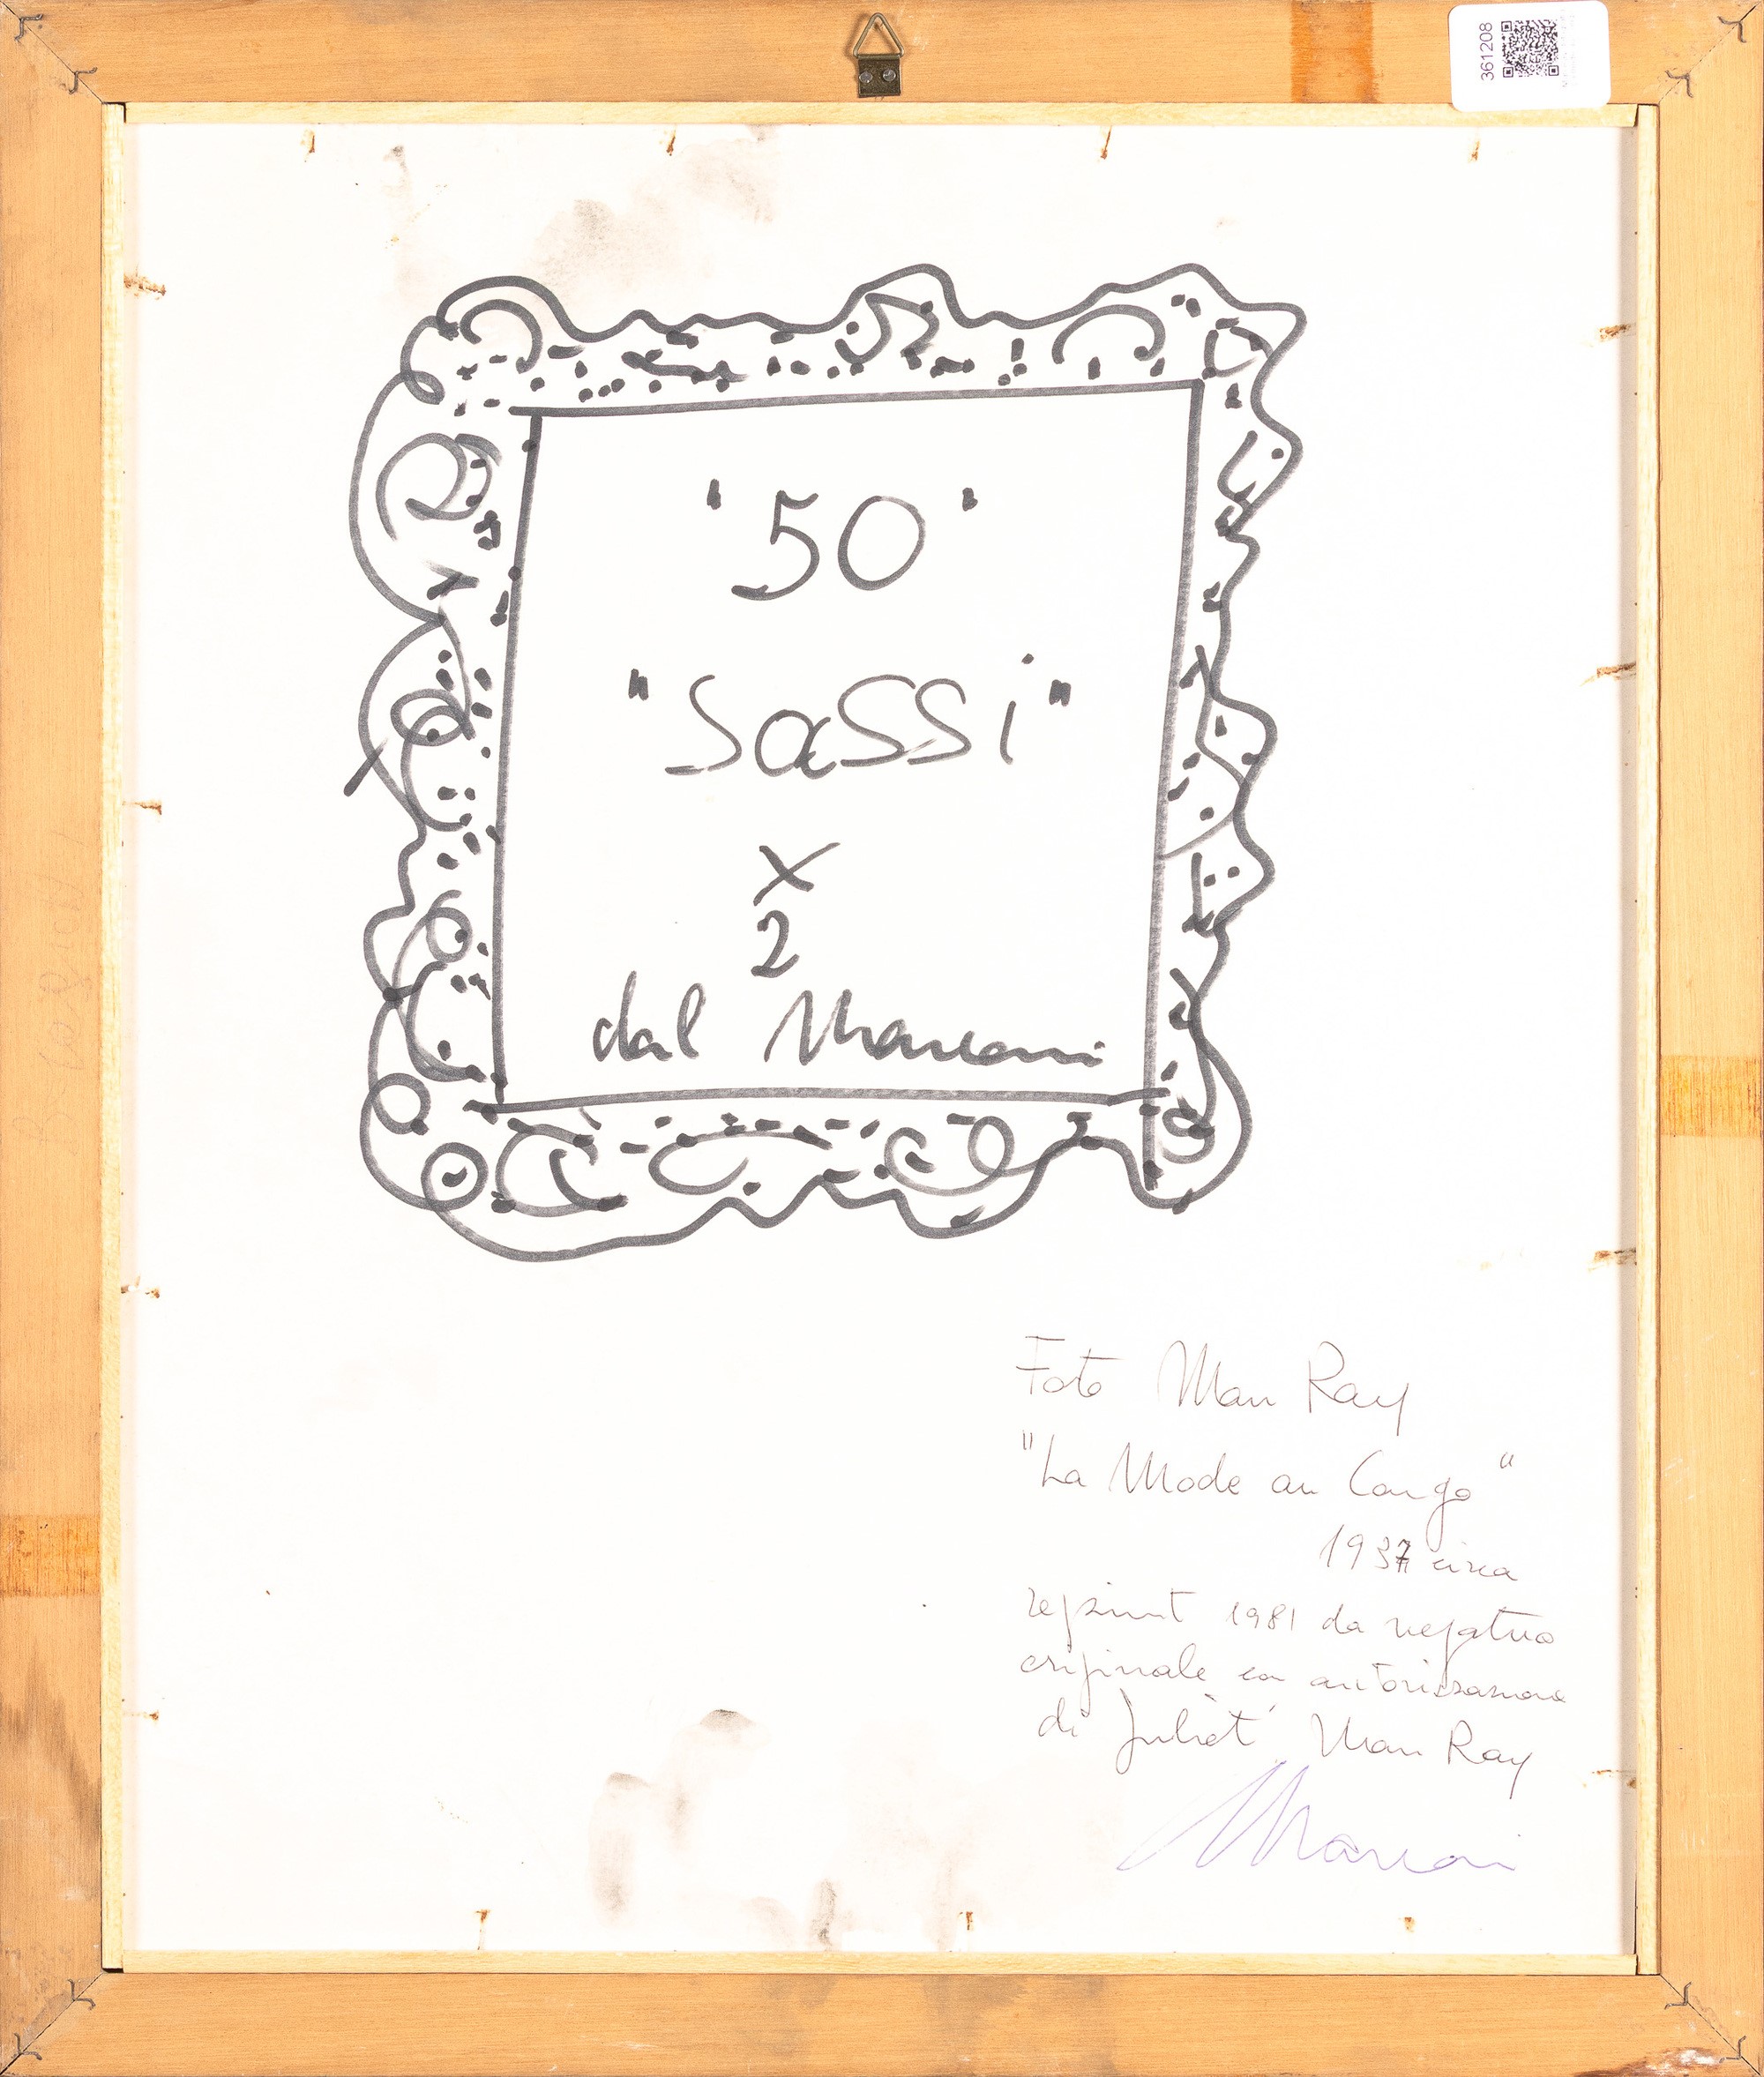 361208
'50'
"SaSSi"
X
2
dal Marconi
Foto Man Ray
"La Mode au Congo"
1937 circa
reprint 1981 da negativo
originale con autorizzazione
di Juliet Man Ray
Marconi